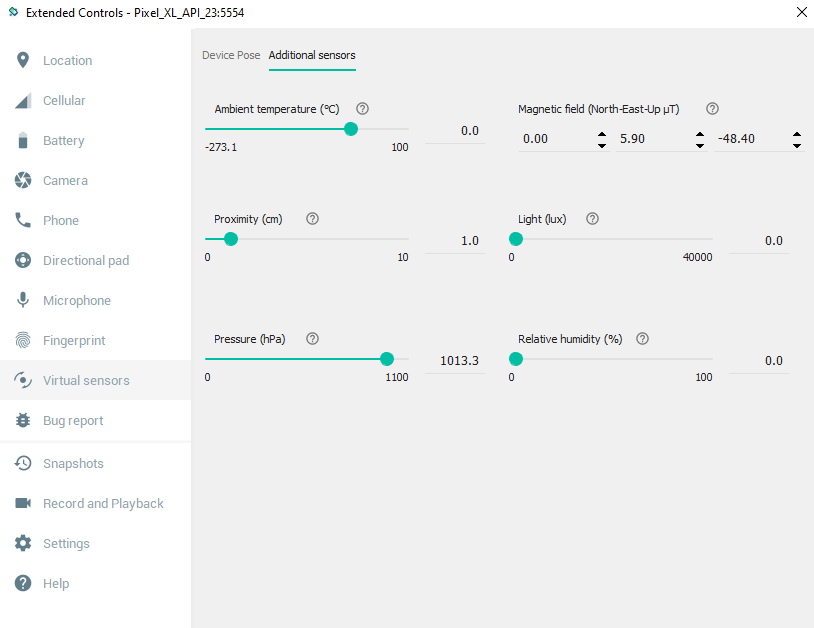 Extended Controls - Pixel_XL_API_23:5554
Location
Cellular
Battery
Camera
Phone
Directional pad
Microphone
Fingerprint
Virtual sensors
Bug report
Snapshots
Record and Playback
Settings
Help
Device Pose Additional sensors
Ambient temperature (°C) ?
-273.1 100 0.0
Magnetic field (North-East-Up µT) ?
0.00 5.90 -48.40
Proximity (cm) ?
0 10 1.0
Light (lux) ?
0 40000 0.0
Pressure (hPa) ?
0 1100 1013.3
Relative humidity (%) ?
0 100 0.0